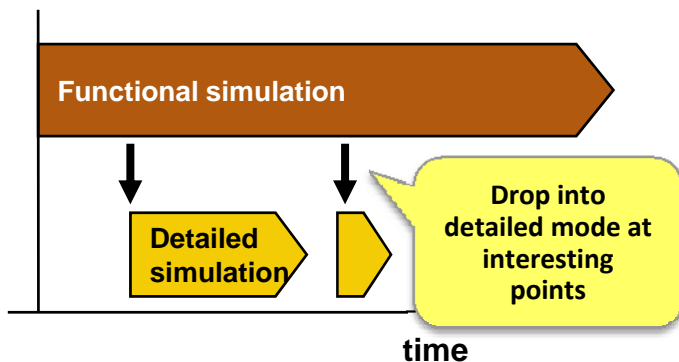 Functional simulation
Detailed
simulation
Drop into
detailed mode at
interesting
points
time